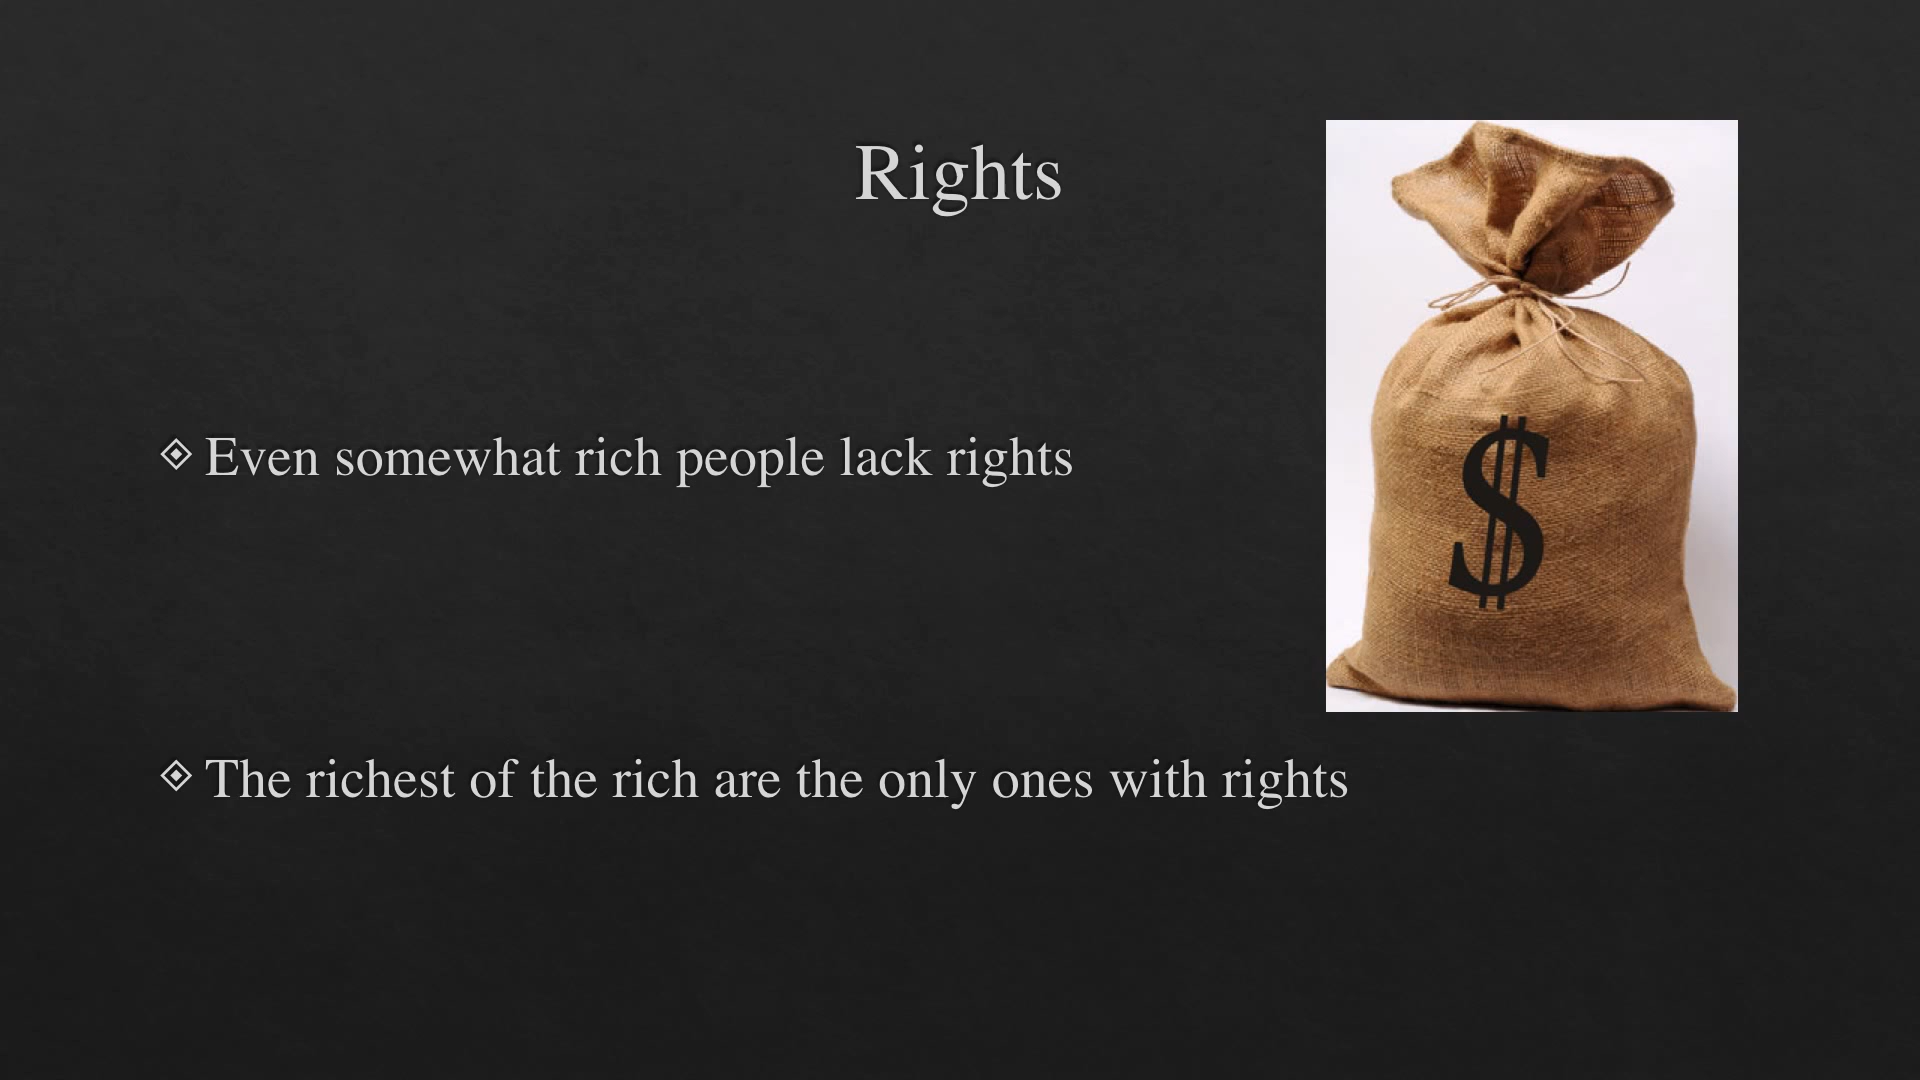 Rights
Even somewhat rich people lack rights
The richest of the rich are the only ones with rights
$